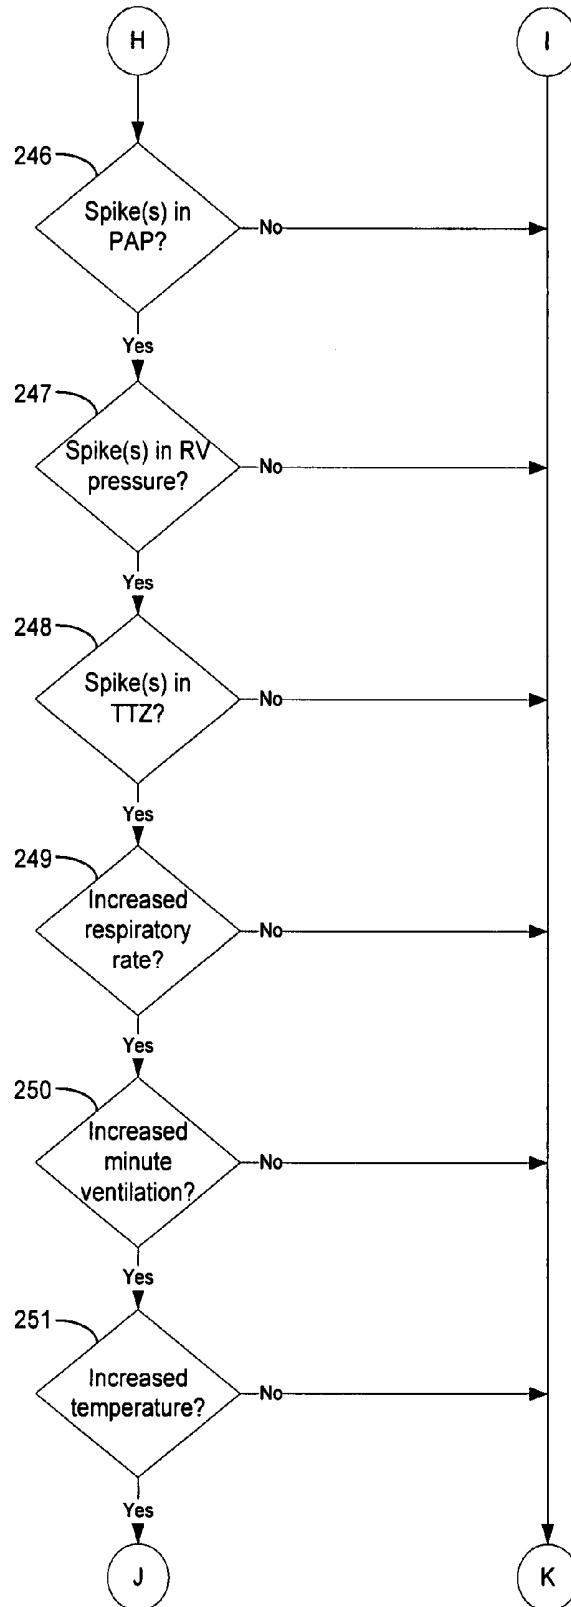 H
I
246
Spike(s) in
PAP?
No
Yes
247
Spike(s) in RV
pressure?
No
Yes
248
Spike(s) in
TTZ?
No
Yes
249
Increased
respiratory
rate?
No
Yes
250
Increased
minute
ventilation?
No
Yes
251
Increased
temperature?
No
Yes
J
K